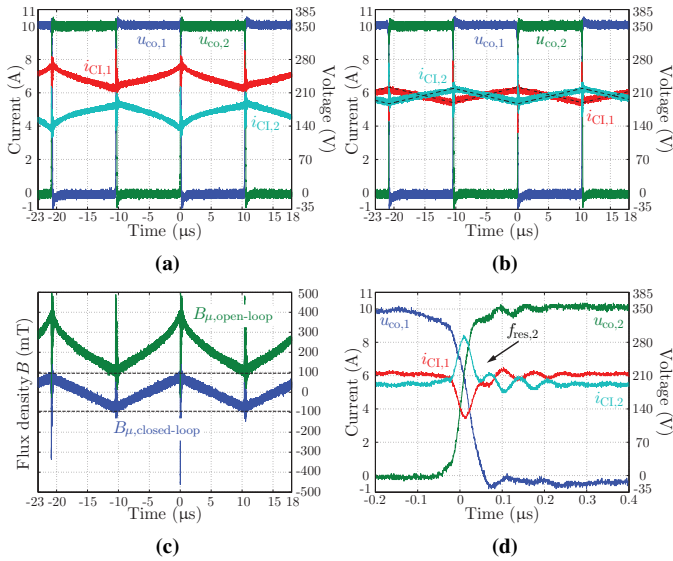 11 10 8 6 4 2 0 -1
Current (A)
u_co,1 u_co,2
i_CI,1
i_CI,2
385 350 280 210 140 70 0 -35
Voltage (V)
-23 -20 -15 -10 -5 0 5 10 15 18
Time (μs)
(a)
11 10 8 6 4 2 0 -1
Current (A)
u_co,1 u_co,2
i_CI,2
i_CI,1
385 350 280 210 140 70 0 -35
Voltage (V)
-23 -20 -15 -10 -5 0 5 10 15 18
Time (μs)
(b)
Flux density B (mT)
B_μ,open-loop
B_μ,closed-loop
500 400 300 200 100 0 -100 -200 -300 -400 -500
-23 -20 -15 -10 -5 0 5 10 15 18
Time (μs)
(c)
11 10 8 6 4 2 0 -1
Current (A)
u_co,1
u_co,2
f_res,2
i_CI,1
i_CI,2
385 350 280 210 140 70 0 -35
Voltage (V)
-0.2 -0.1 0 0.1 0.2 0.3 0.4
Time (μs)
(d)